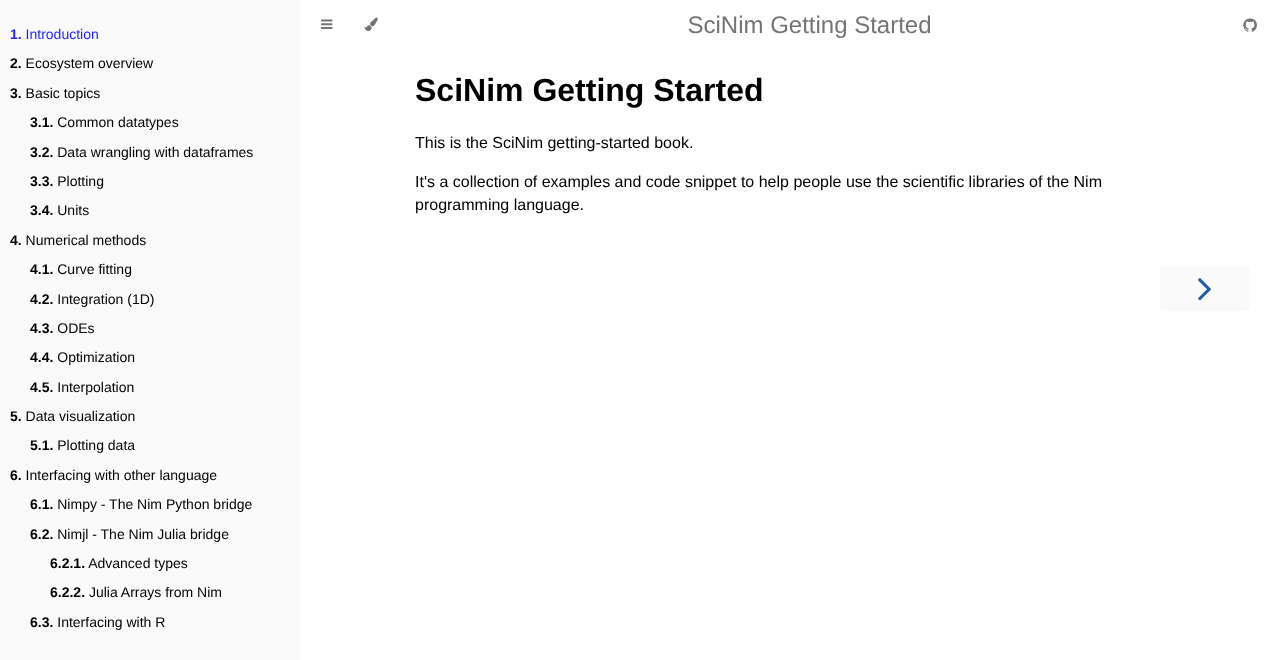 1. Introduction
2. Ecosystem overview
3. Basic topics
3.1. Common datatypes
3.2. Data wrangling with dataframes
3.3. Plotting
3.4. Units
4. Numerical methods
4.1. Curve fitting
4.2. Integration (1D)
4.3. ODEs
4.4. Optimization
4.5. Interpolation
5. Data visualization
5.1. Plotting data
6. Interfacing with other language
6.1. Nimpy - The Nim Python bridge
6.2. Nimjl - The Nim Julia bridge
6.2.1. Advanced types
6.2.2. Julia Arrays from Nim
6.3. Interfacing with R
SciNim Getting Started
SciNim Getting Started
This is the SciNim getting-started book.
It's a collection of examples and code snippet to help people use the scientific libraries of the Nim
programming language.